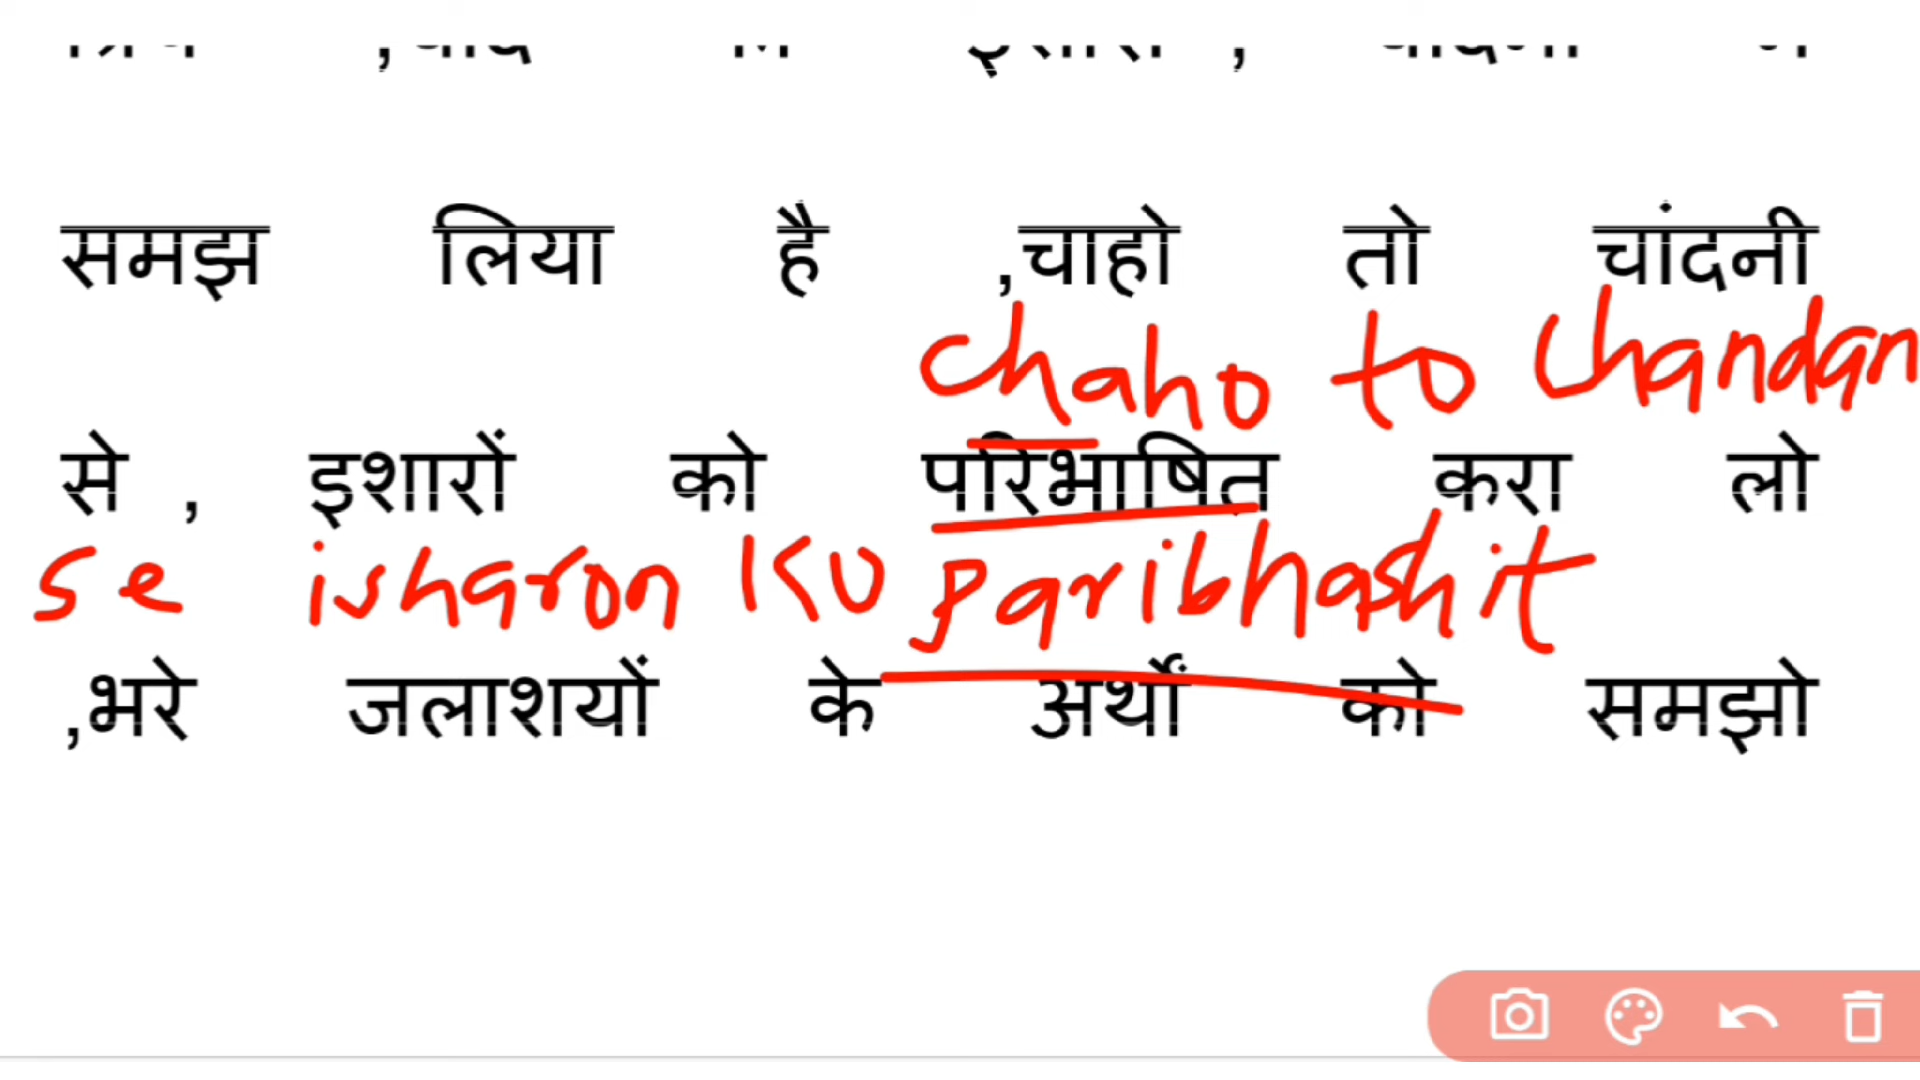 समझ लिया है ,चाहो तो चांदनी
chaho to chandan
से , इशारों को परिभाषित करा लो
se isharon ko paribhashit
,भरे जलाशयों के अर्थों को समझो